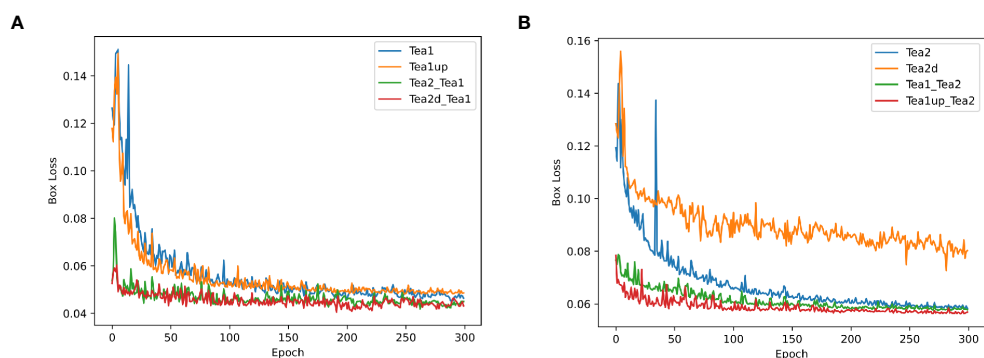 A
Tea1
Tea1up
Tea2_Tea1
Tea2d_Tea1
0.14
0.12
0.10
0.08
0.06
0.04
Box Loss
0
50
100
150
200
250
300
Epoch
B
Tea2
Tea2d
Tea1_Tea2
Tea1up_Tea2
0.16
0.14
0.12
0.10
0.08
0.06
Box Loss
0
50
100
150
200
250
300
Epoch